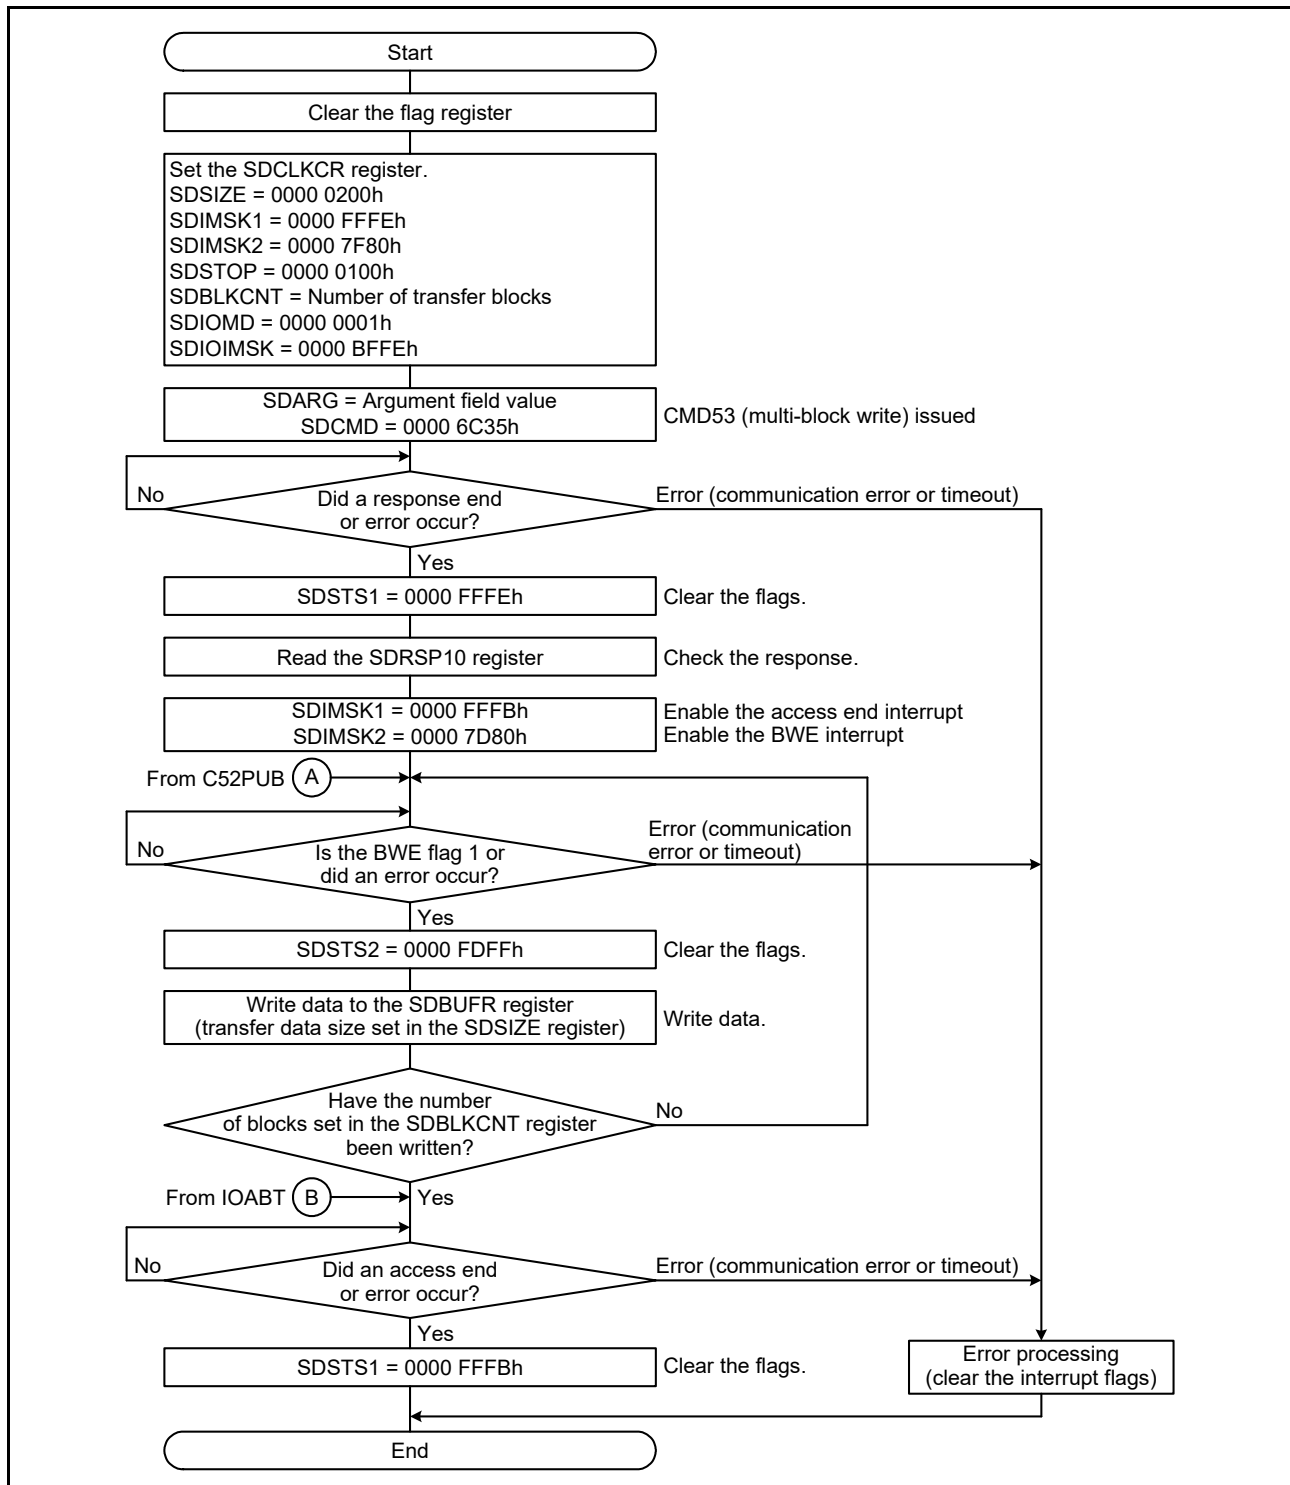 Start
Clear the flag register
Set the SDCLKCR register.
SDSIZE = 0000 0200h
SDIMSK1 = 0000 FFFEh
SDIMSK2 = 0000 7F80h
SDSTOP = 0000 0100h
SDBLKCNT = Number of transfer blocks
SDIOMD = 0000 0001h
SDIOIMSK = 0000 BFFEh
SDARG = Argument field value
SDCMD = 0000 6C35h
CMD53 (multi-block write) issued
No
Did a response end
or error occur?
Error (communication error or timeout)
Yes
SDSTS1 = 0000 FFFEh
Clear the flags.
Read the SDRSP10 register
Check the response.
SDIMSK1 = 0000 FFFBh
SDIMSK2 = 0000 7D80h
Enable the access end interrupt
Enable the BWE interrupt
From C52PUB
A
No
Is the BWE flag 1 or
did an error occur?
Error (communication
error or timeout)
Yes
SDSTS2 = 0000 FDFFh
Clear the flags.
Write data to the SDBUFR register
(transfer data size set in the SDSIZE register)
Write data.
Have the number
of blocks set in the SDBLKCNT register
been written?
No
From IOABT
B
Yes
No
Did an access end
or error occur?
Error (communication error or timeout)
Yes
SDSTS1 = 0000 FFFBh
Clear the flags.
Error processing
(clear the interrupt flags)
End